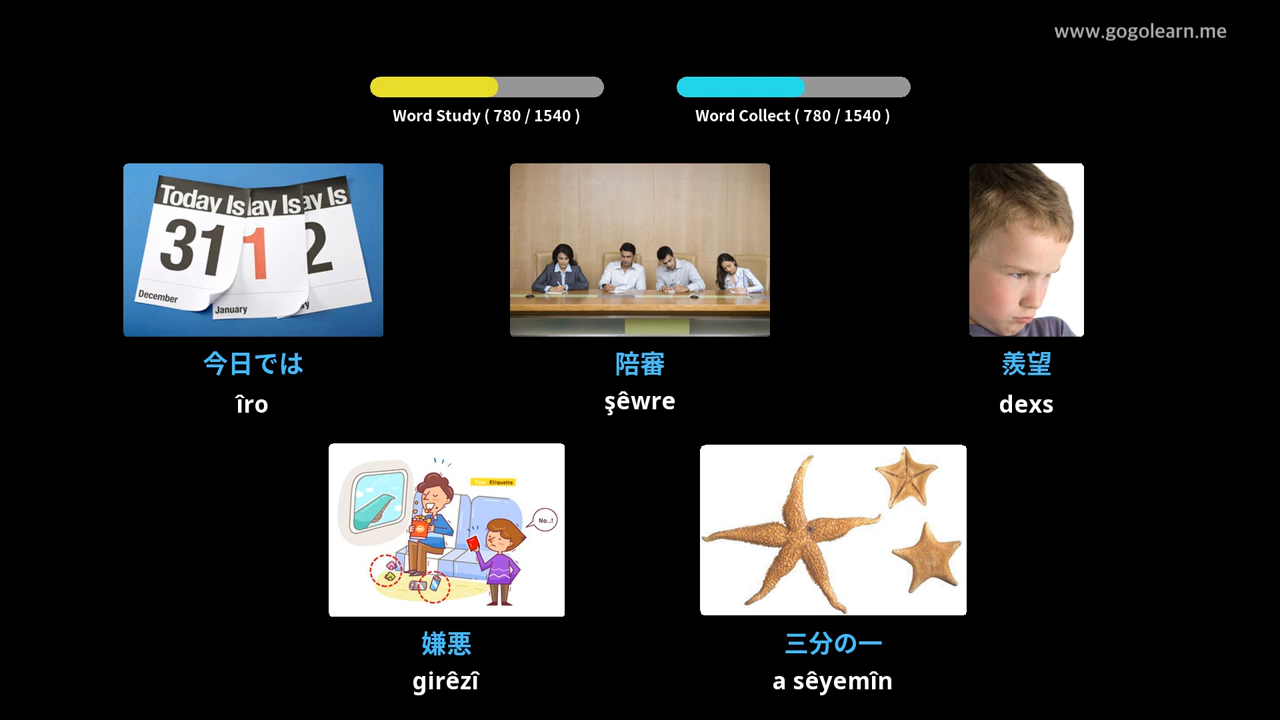 www.gogolearn.me
Word Study ( 780 / 1540 )
Word Collect ( 780 / 1540 )
Today Is
ay Is
ay Is
31
1
2
December
January
今日では
îro
陪審
şêwre
羨望
dexs
Etiquette
No..!
嫌悪
girêzî
三分の一
a sêyemîn